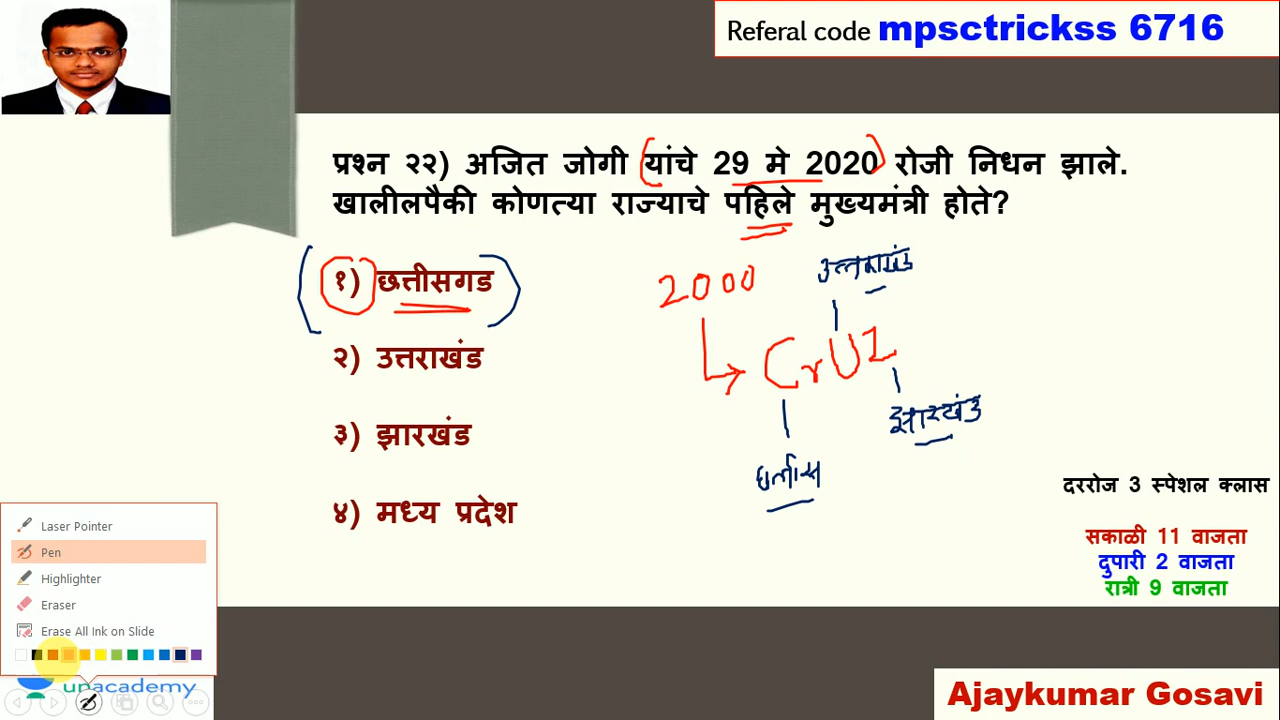 Referal code mpsctrickss 6716
प्रश्न २२) अजित जोगी यांचे 29 मे 2020 रोजी निधन झाले.
खालीलपैकी कोणत्या राज्याचे पहिले मुख्यमंत्री होते?
१) छत्तीसगड
2000
उत्तराखंड
२) उत्तराखंड
CrUZ
झारखंड
३) झारखंड
४) मध्य प्रदेश
दररोज 3 स्पेशल क्लास
सकाळी 11 वाजता
दुपारी 2 वाजता
रात्री 9 वाजता
Laser Pointer
Pen
Highlighter
Eraser
Erase All Ink on Slide
unacademy
Ajaykumar Gosavi